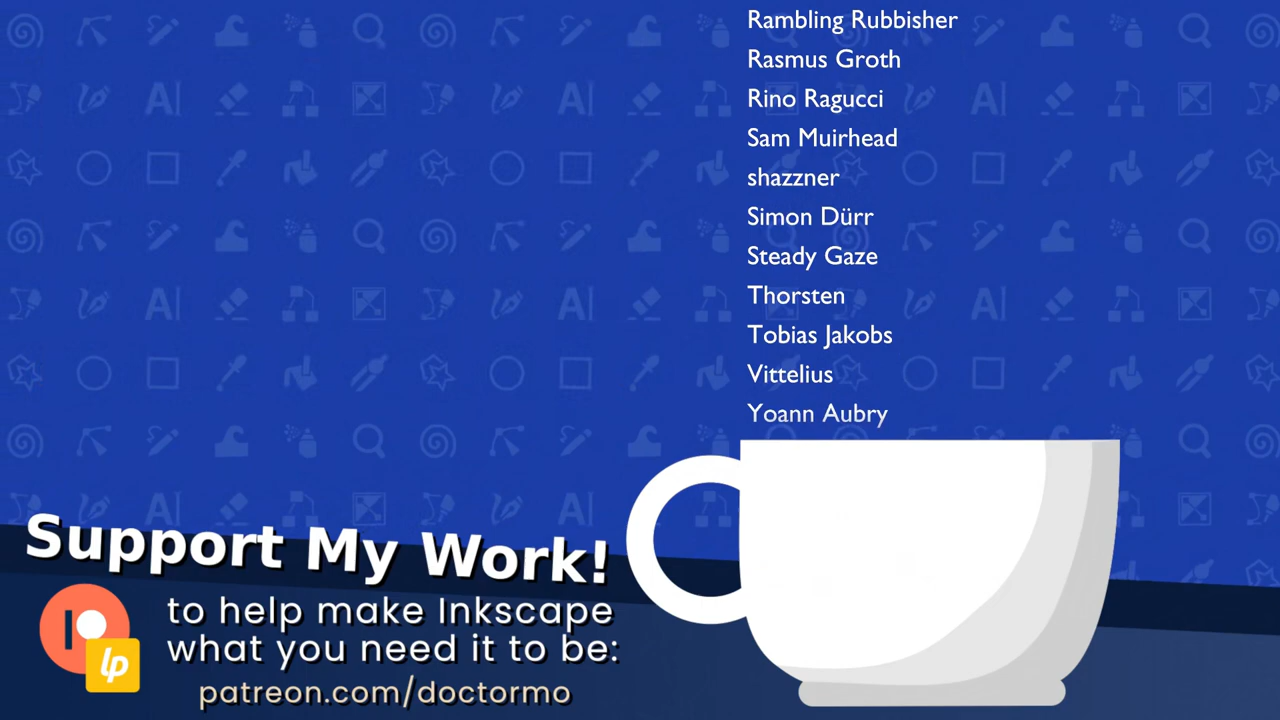 Rambling Rubbisher
Rasmus Groth
Rino Ragucci
Sam Muirhead
shazzner
Simon Dürr
Steady Gaze
Thorsten
Tobias Jakobs
Vittelius
Yoann Aubry
Support My Work!
to help make Inkscape
what you need it to be:
lp
patreon.com/doctormo